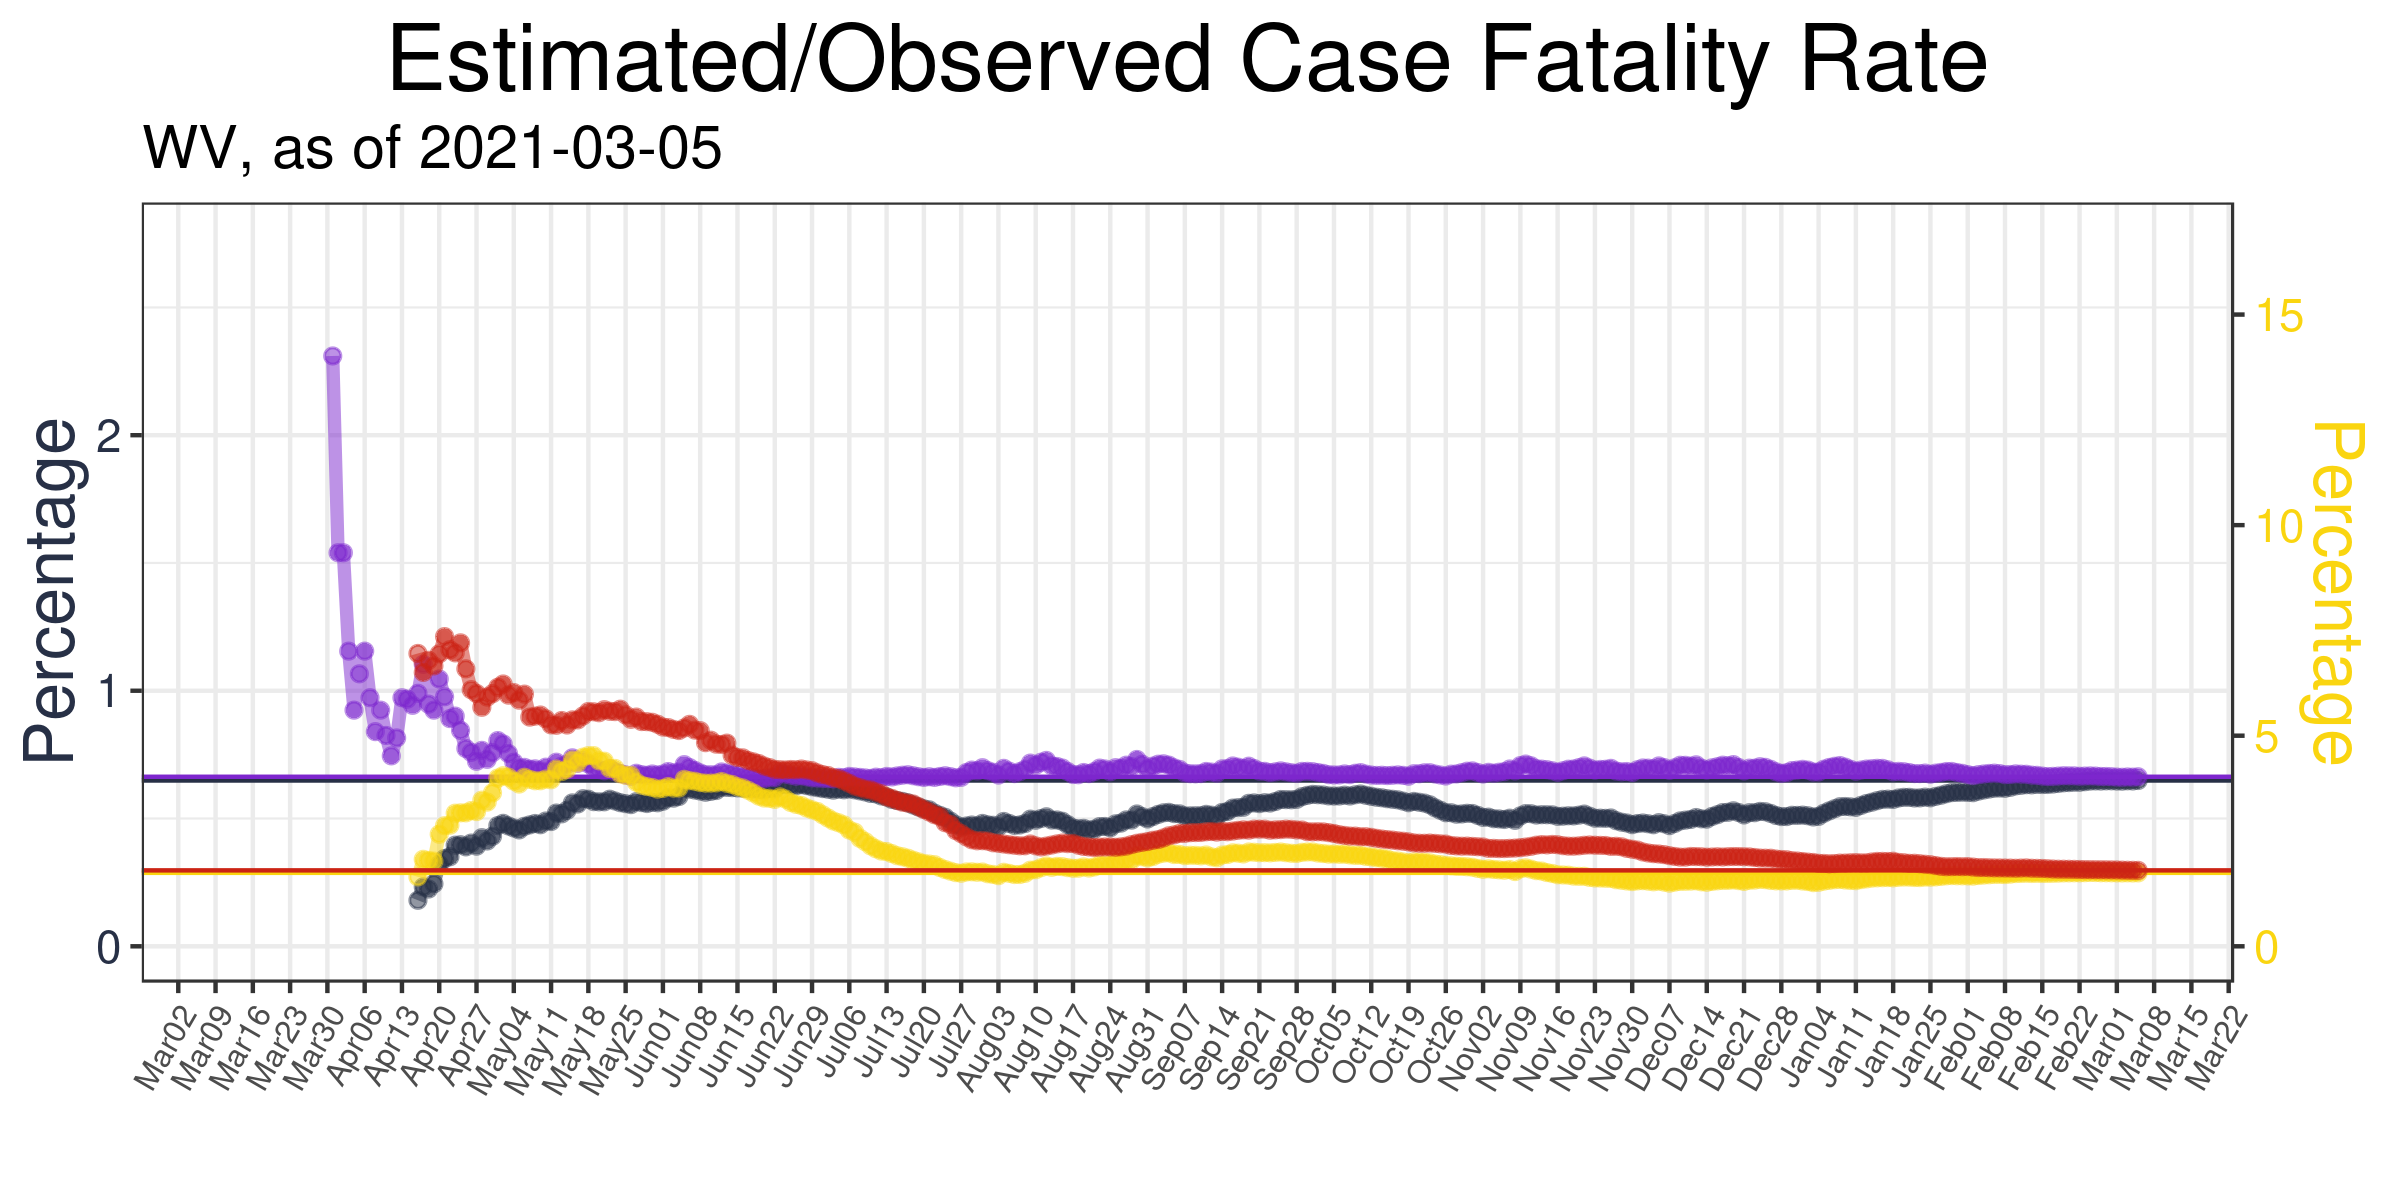 Estimated/Observed Case Fatality Rate
WV, as of 2021-03-05
Percentage
2
1
0
15
10
5
0
Percentage
Mar02
Mar09
Mar16
Mar23
Mar30
Apr06
Apr13
Apr20
Apr27
May04
May11
May18
May25
Jun01
Jun08
Jun15
Jun22
Jun29
Jul06
Jul13
Jul20
Jul27
Aug03
Aug10
Aug17
Aug24
Aug31
Sep07
Sep14
Sep21
Sep28
Oct05
Oct12
Oct19
Oct26
Nov02
Nov09
Nov16
Nov23
Nov30
Dec07
Dec14
Dec21
Dec28
Jan04
Jan11
Jan18
Jan25
Feb01
Feb08
Feb15
Feb22
Mar01
Mar08
Mar15
Mar22